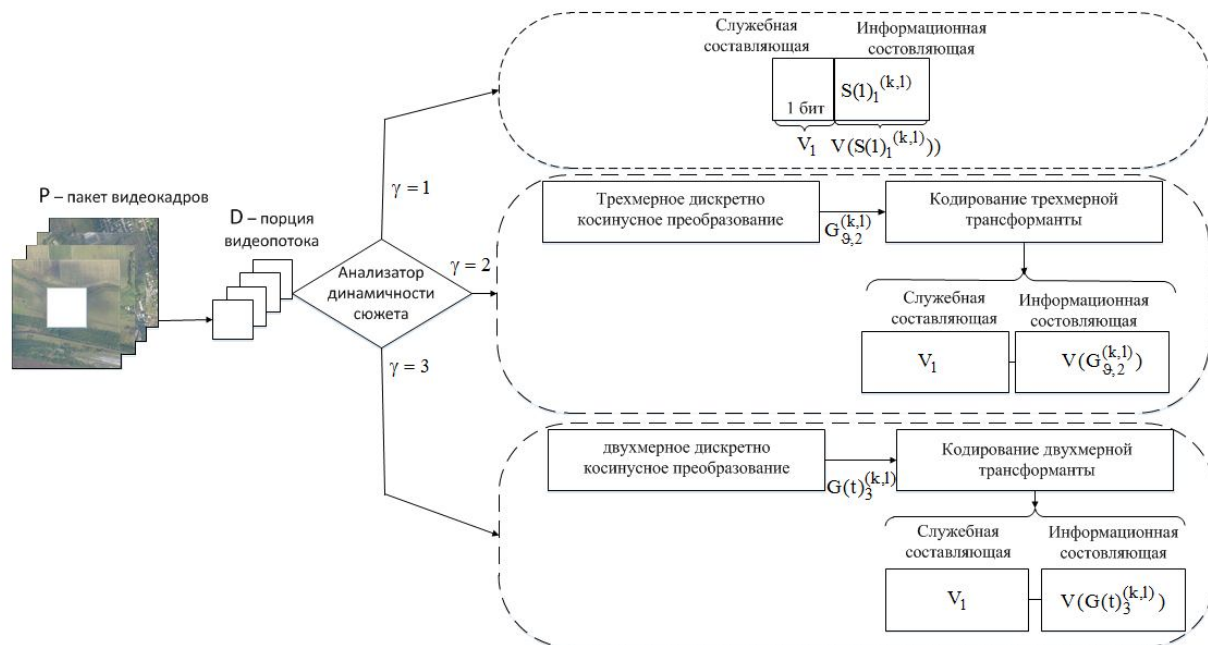 Служебная
составляющая
Информационная
состовляющая
1 бит
S(1)₁^(k,l)
V₁
V(S(1)₁^(k,l)))
P – пакет видеокадров
D – порция
видеопотока
Анализатор
динамичности
сюжета
γ = 1
γ = 2
γ = 3
Трехмерное дискретно
косинусное преобразование
G_ϑ,2^(k,l)
Кодирование трехмерной
трансформанты
Служебная
составляющая
Информационная
состовляющая
V₁
V(G_ϑ,2^(k,l))
двухмерное дискретно
косинусное преобразование
G(t)₃^(k,l)
Кодирование двухмерной
трансформанты
Служебная
составляющая
Информационная
состовляющая
V₁
V(G(t)₃^(k,l))